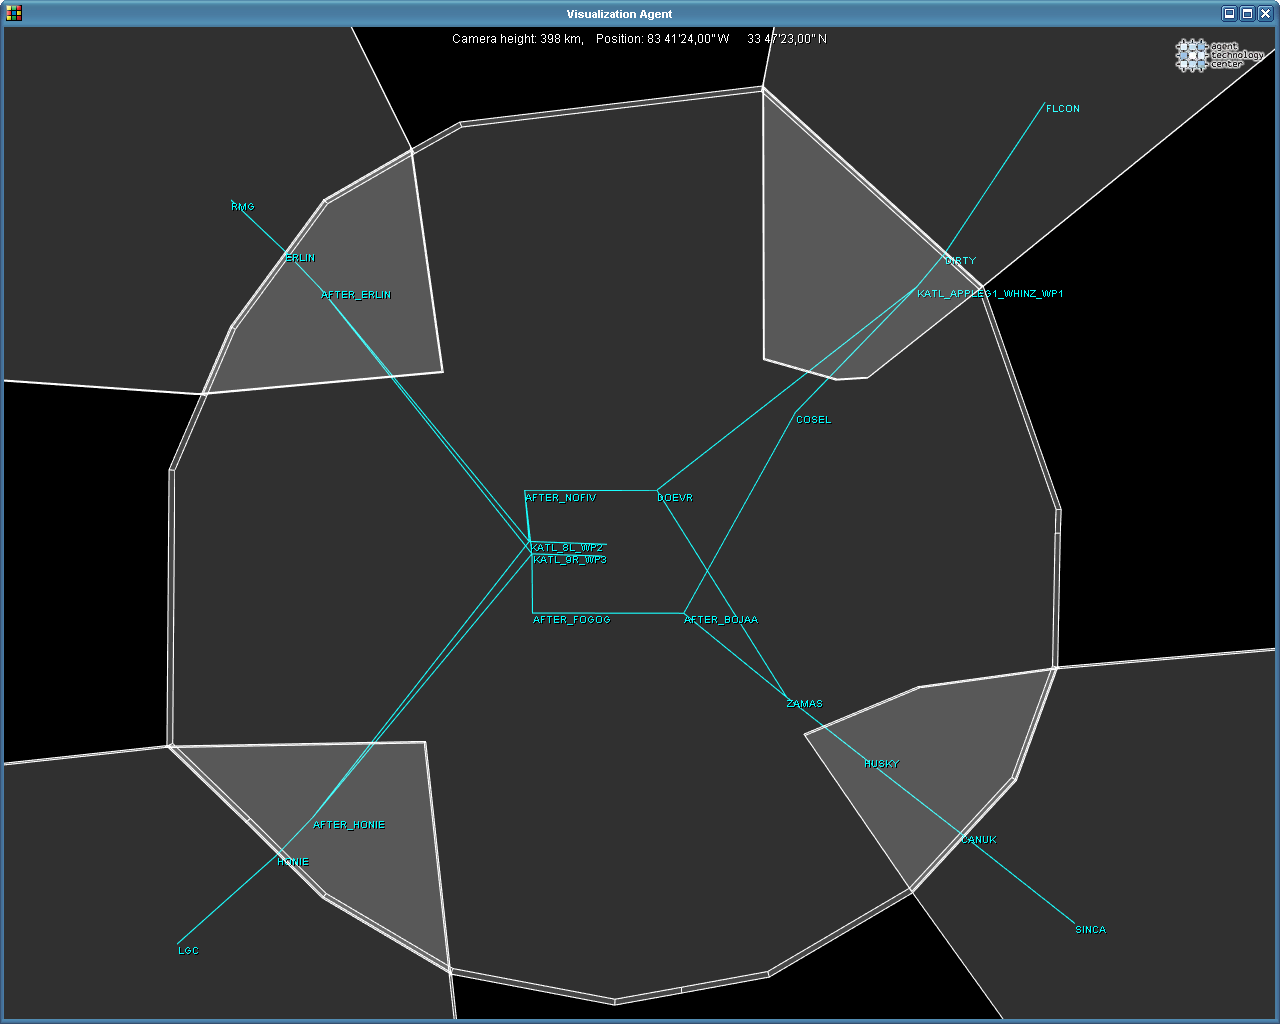 Visualization Agent
Camera height: 398 km, Position: 83 41'24,00" W 33 47'23,00" N
agent
technology
center
FLCON
RMG
ERLIN
DIRTY
AFTER_ERLIN
KATL_APPLEG1_WHINZ_WP1
COSEL
AFTER_NOFIV
DOEVR
KATL_8L_WP2
KATL_9R_WP3
AFTER_FOGOG
AFTER_BOJAA
ZAMAS
HUSKY
AFTER_HONIE
CANUK
HONIE
SINCA
LGC